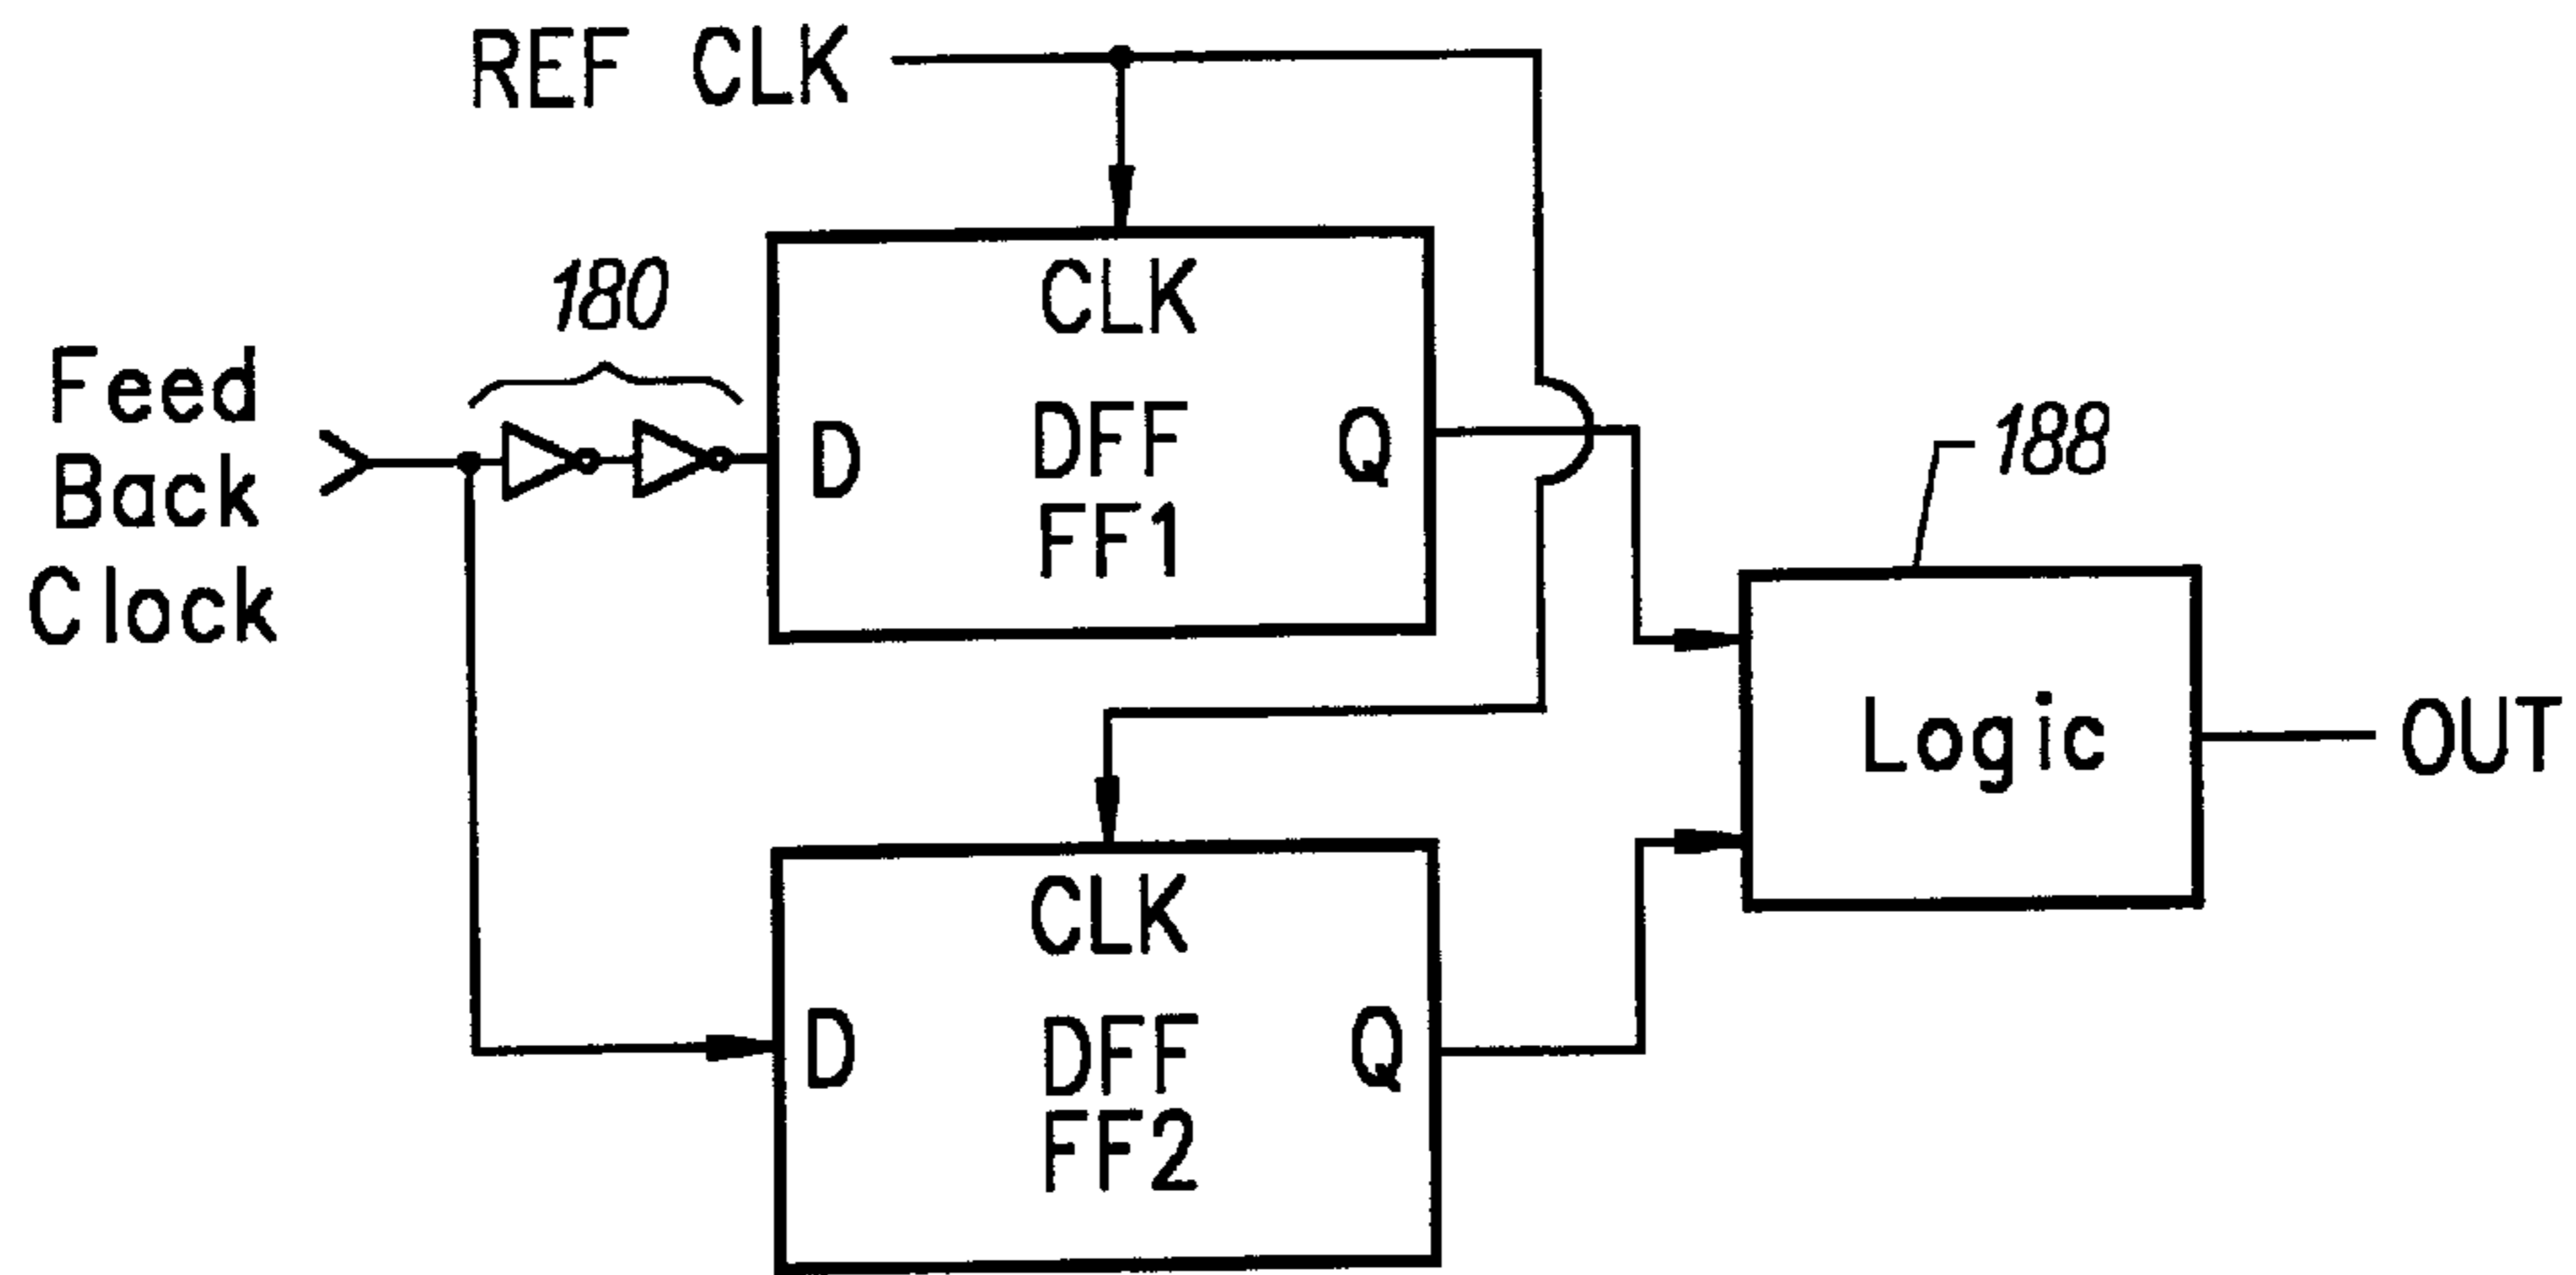 REF CLK
180
Feed
Back
Clock
CLK
D
DFF
Q
FF1
188
Logic
OUT
CLK
D
DFF
Q
FF2